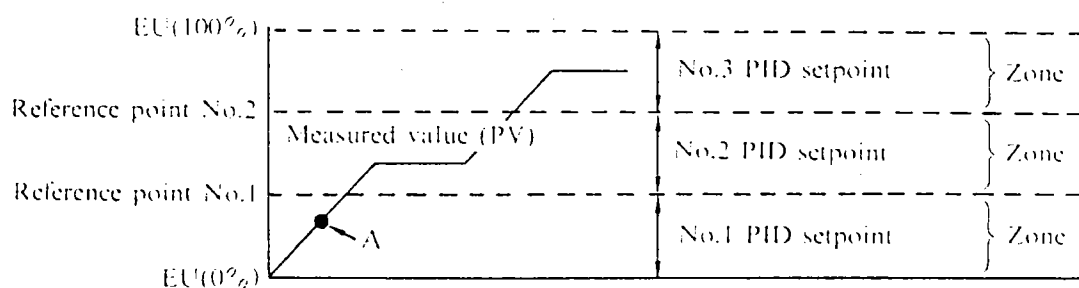 EU(100%)
No.3 PID setpoint
Zone
Reference point No.2
Measured value (PV)
No.2 PID setpoint
Zone
Reference point No.1
A
No.1 PID setpoint
Zone
EU(0%)